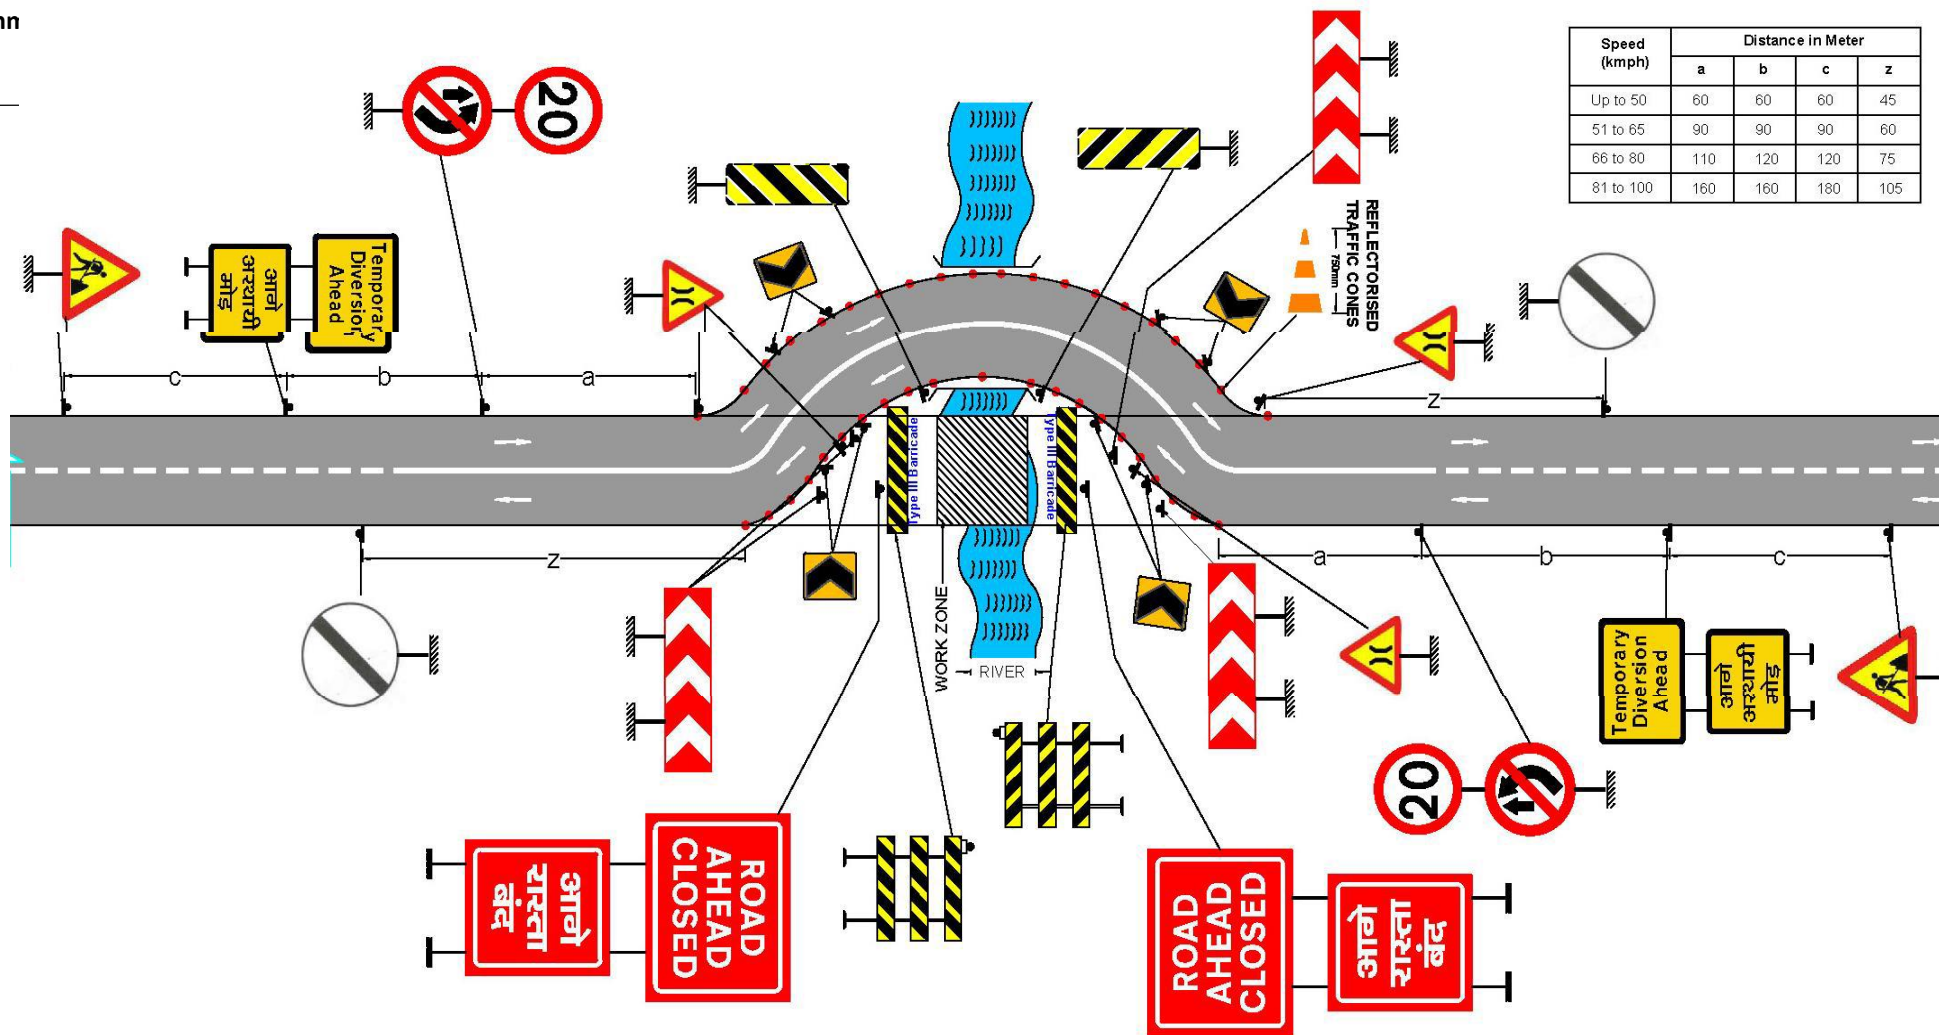 Speed
(kmph)
Distance in Meter
a b c z
Up to 50 60 60 60 45
51 to 65 90 90 90 60
66 to 80 110 120 120 75
81 to 100 160 160 180 105
20
आगे
अस्थायी
मोड़
Temporary
Diversion
Ahead
REFLECTORISED
TRAFFIC CONES
750mm
c
b
a
z
Type III Barricade
Type III Barricade
z
a
b
c
WORK ZONE
RIVER
Temporary
Diversion
Ahead
आगे
अस्थायी
मोड़
20
आगे
रास्ता
बंद
ROAD
AHEAD
CLOSED
ROAD
AHEAD
CLOSED
आगे
रास्ता
बंद